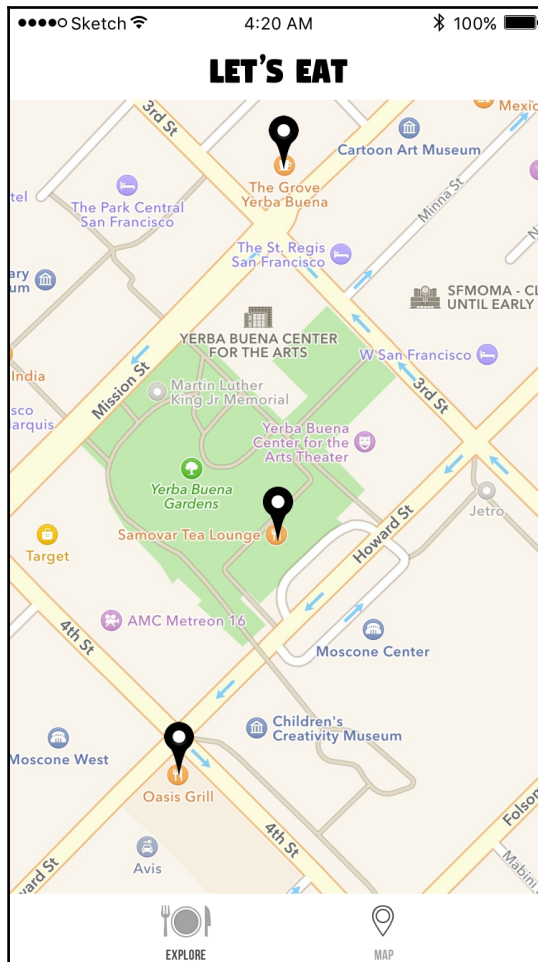 Sketch
4:20 AM
100%
LET'S EAT
Mexic
3rd St
Cartoon Art Museum
The Grove
Yerba Buena
tel
The Park Central
San Francisco
Minna St
The St. Regis
San Francisco
ary
um
SFMOMA - CL
UNTIL EARLY
YERBA BUENA CENTER
FOR THE ARTS
W San Francisco
India
Mission St
Martin Luther
King Jr Memorial
3rd St
sco
arquis
Yerba Buena
Center for the
Arts Theater
Yerba Buena
Gardens
Jetro
Samovar Tea Lounge
Howard St
Target
AMC Metreon 16
4th St
Moscone Center
Children's
Creativity Museum
Moscone West
Oasis Grill
Folsom
4th St
Avis
Mabini
ward St
EXPLORE
MAP